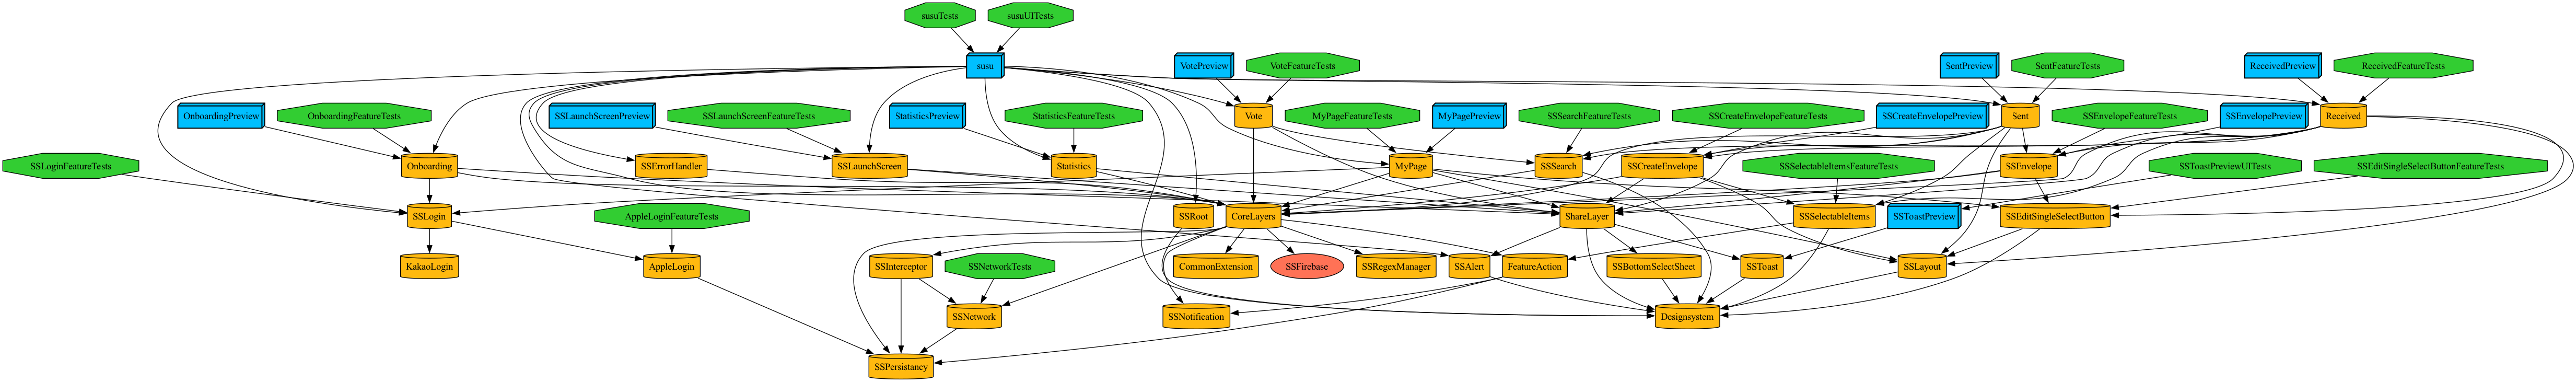 susuTests
susuUITests
susu
VotePreview
VoteFeatureTests
SentPreview
SentFeatureTests
ReceivedPreview
ReceivedFeatureTests
OnboardingPreview
OnboardingFeatureTests
SSLaunchScreenPreview
SSLaunchScreenFeatureTests
StatisticsPreview
StatisticsFeatureTests
Vote
MyPageFeatureTests
MyPagePreview
SSSearchFeatureTests
SSCreateEnvelopeFeatureTests
SSCreateEnvelopePreview
Sent
SSEnvelopeFeatureTests
SSEnvelopePreview
Received
SSLoginFeatureTests
Onboarding
SSErrorHandler
SSLaunchScreen
Statistics
MyPage
SSSearch
SSCreateEnvelope
SSSelectableItemsFeatureTests
SSEnvelope
SSToastPreviewUITests
SSEditSingleSelectButtonFeatureTests
SSLogin
AppleLoginFeatureTests
SSRoot
CoreLayers
ShareLayer
SSSelectableItems
SSToastPreview
SSEditSingleSelectButton
KakaoLogin
AppleLogin
SSInterceptor
SSNetworkTests
CommonExtension
SSFirebase
SSRegexManager
SSAlert
FeatureAction
SSBottomSelectSheet
SSToast
SSLayout
SSNetwork
SSNotification
Designsystem
SSPersistancy